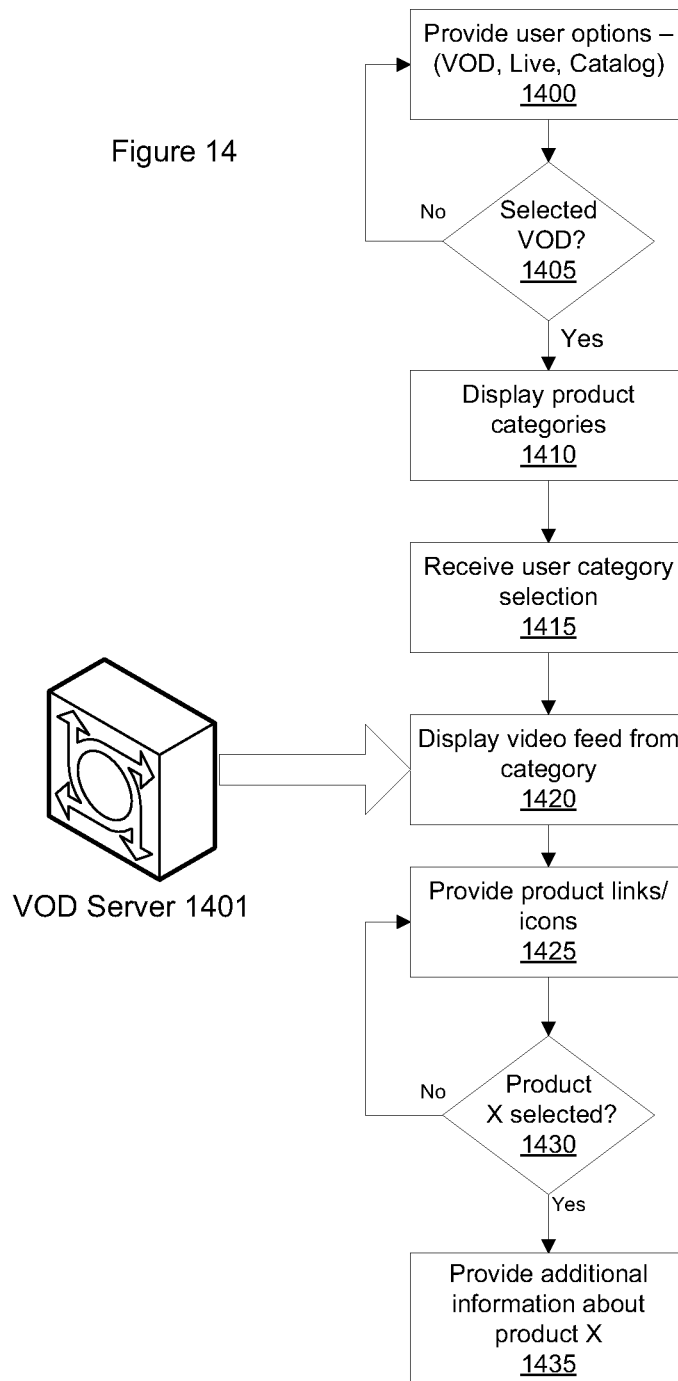 Provide user options –
(VOD, Live, Catalog)
1400
Figure 14
No
Selected
VOD?
1405
Yes
Display product
categories
1410
Receive user category
selection
1415
Display video feed from
category
1420
VOD Server 1401
Provide product links/
icons
1425
No
Product
X selected?
1430
Yes
Provide additional
information about
product X
1435